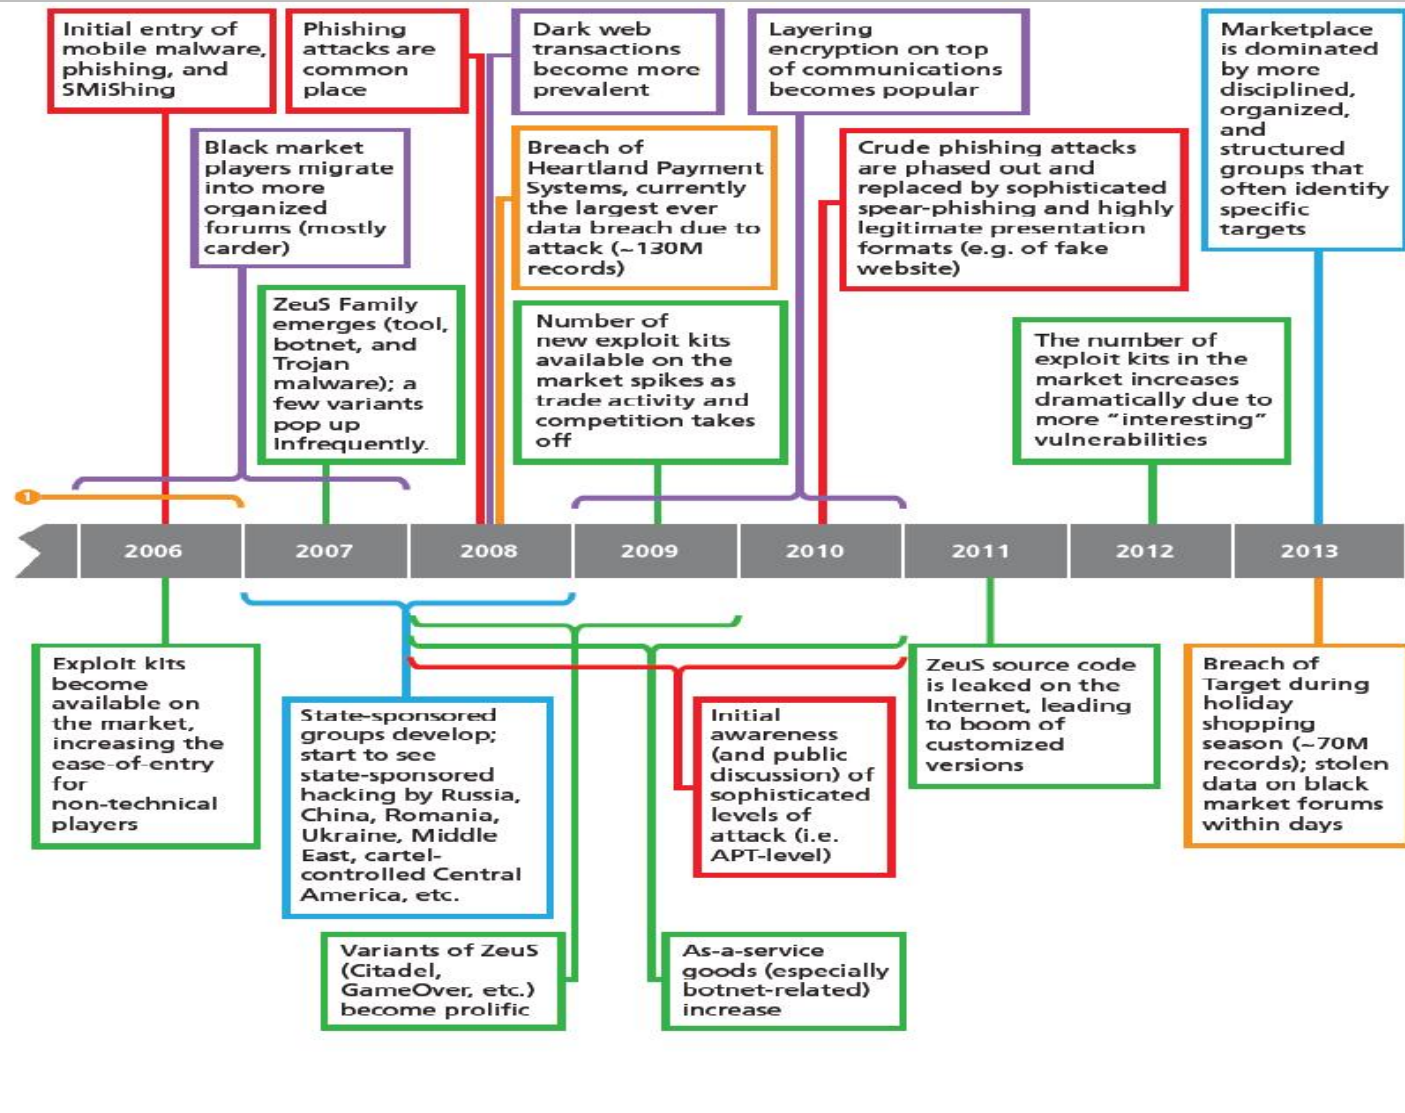 Initial entry of
mobile malware,
phishing, and
SMiShing
Phishing
attacks are
common
place
Dark web
transactions
become more
prevalent
Layering
encryption on top
of communications
becomes popular
Marketplace
is dominated
by more
disciplined,
organized,
and
structured
groups that
often identify
specific
targets
Black market
players migrate
into more
organized
forums (mostly
carder)
Breach of
Heartland Payment
Systems, currently
the largest ever
data breach due to
attack (~130M
records)
Crude phishing attacks
are phased out and
replaced by sophisticated
spear-phishing and highly
legitimate presentation
formats (e.g. of fake
website)
ZeuS Family
emerges (tool,
botnet, and
Trojan
malware); a
few variants
pop up
Infrequently.
Number of
new exploit kits
available on the
market spikes as
trade activity and
competition takes
off
The number of
exploit kits in the
market increases
dramatically due to
more “interesting”
vulnerabilities
1
2006
2007
2008
2009
2010
2011
2012
2013
Exploit kits
become
available on
the market,
increasing the
ease-of-entry
for
non-technical
players
State-sponsored
groups develop;
start to see
state-sponsored
hacking by Russia,
China, Romania,
Ukraine, Middle
East, cartel-
controlled Central
America, etc.
Initial
awareness
(and public
discussion) of
sophisticated
levels of
attack (i.e.
APT-level)
ZeuS source code
is leaked on the
Internet, leading
to boom of
customized
versions
Breach of
Target during
holiday
shopping
season (~70M
records); stolen
data on black
market forums
within days
Variants of ZeuS
(Citadel,
GameOver, etc.)
become prolific
As-a-service
goods (especially
botnet-related)
increase